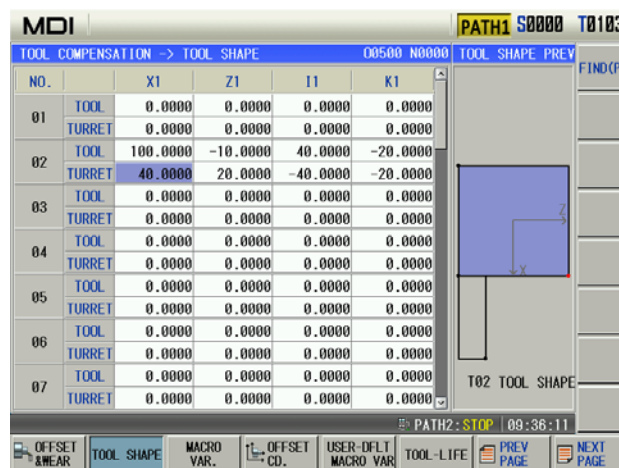 MDI PATH1 S0000 T0103
TOOL COMPENSATION -> TOOL SHAPE O0500 N0000 TOOL SHAPE PREV
FIND(P
NO. X1 Z1 I1 K1
01 TOOL 0.0000 0.0000 0.0000 0.0000
TURRET 0.0000 0.0000 0.0000 0.0000
02 TOOL 100.0000 -10.0000 40.0000 -20.0000
TURRET 40.0000 20.0000 -40.0000 -20.0000
03 TOOL 0.0000 0.0000 0.0000 0.0000
TURRET 0.0000 0.0000 0.0000 0.0000
04 TOOL 0.0000 0.0000 0.0000 0.0000
TURRET 0.0000 0.0000 0.0000 0.0000
05 TOOL 0.0000 0.0000 0.0000 0.0000
TURRET 0.0000 0.0000 0.0000 0.0000
06 TOOL 0.0000 0.0000 0.0000 0.0000
TURRET 0.0000 0.0000 0.0000 0.0000
07 TOOL 0.0000 0.0000 0.0000 0.0000
TURRET 0.0000 0.0000 0.0000 0.0000
Z
X
T02 TOOL SHAPE
PATH2:STOP 09:36:11
OFFSET &WEAR
TOOL SHAPE
MACRO VAR.
OFFSET CD.
USER-DFLT MACRO VAR
TOOL-LIFE
PREV PAGE
NEXT PAGE